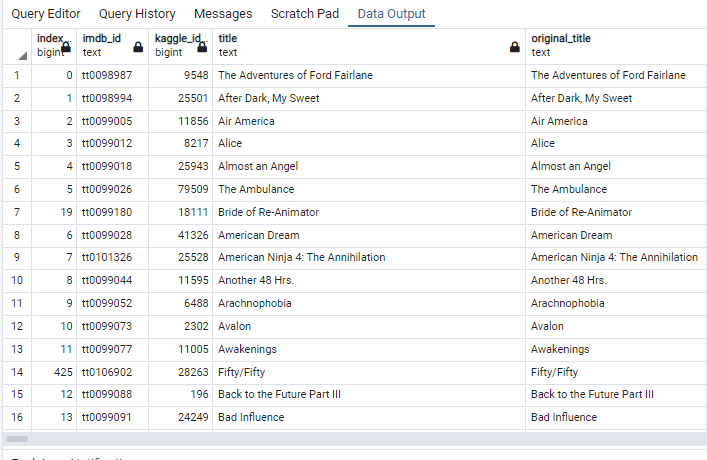 Query Editor Query History Messages Scratch Pad Data Output
index_ imdb_id kaggle_id_ title original_title
bigint text bigint text text
1 0 tt0098987 9548 The Adventures of Ford Fairlane The Adventures of Ford Fairlane
2 1 tt0098994 25501 After Dark, My Sweet After Dark, My Sweet
3 2 tt0099005 11856 Air America Air America
4 3 tt0099012 8217 Alice Alice
5 4 tt0099018 25943 Almost an Angel Almost an Angel
6 5 tt0099026 79509 The Ambulance The Ambulance
7 19 tt0099180 18111 Bride of Re-Animator Bride of Re-Animator
8 6 tt0099028 41326 American Dream American Dream
9 7 tt0101326 25528 American Ninja 4: The Annihilation American Ninja 4: The Annihilation
10 8 tt0099044 11595 Another 48 Hrs. Another 48 Hrs.
11 9 tt0099052 6488 Arachnophobia Arachnophobia
12 10 tt0099073 2302 Avalon Avalon
13 11 tt0099077 11005 Awakenings Awakenings
14 425 tt0106902 28263 Fifty/Fifty Fifty/Fifty
15 12 tt0099088 196 Back to the Future Part III Back to the Future Part III
16 13 tt0099091 24249 Bad Influence Bad Influence